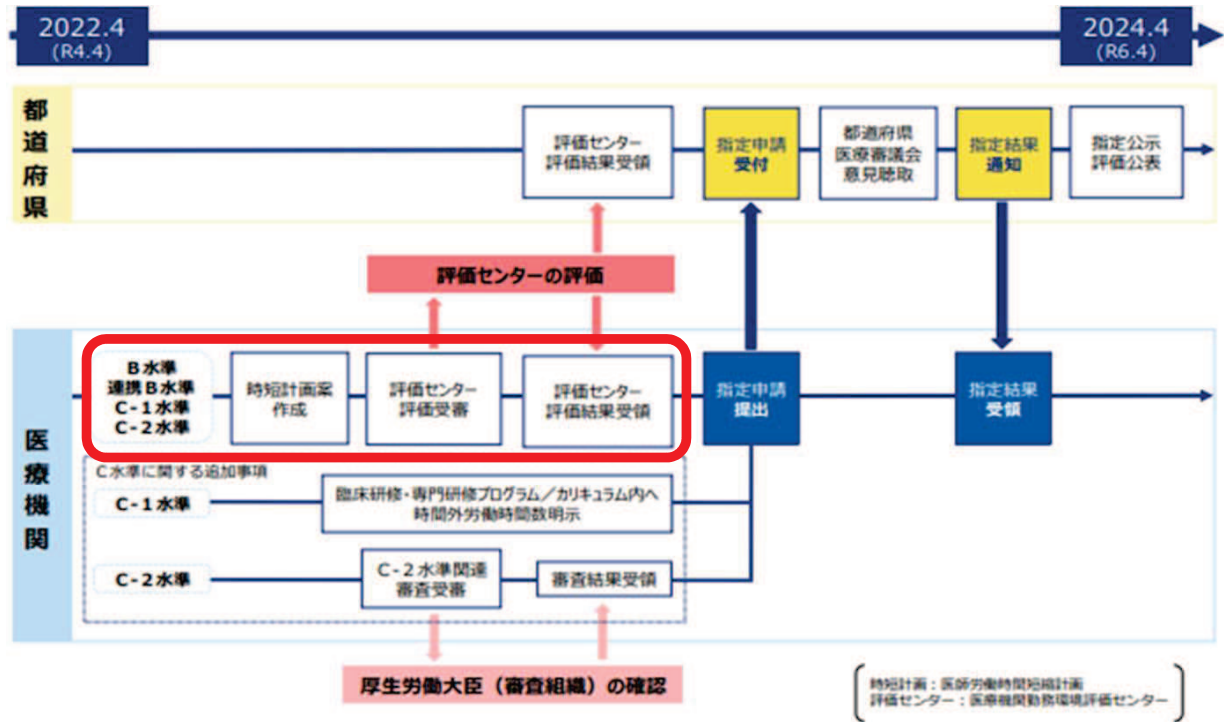 2022.4
(R4.4)
2024.4
(R6.4)
都道府県
評価センター
評価結果受領
指定申請
受付
都道府県
医療審議会
意見聴取
指定結果
通知
指定公示
評価公表
評価センターの評価
医療機関
B水準
連携B水準
C-1水準
C-2水準
時短計画案
作成
評価センター
評価受審
評価センター
評価結果受領
指定申請
提出
指定結果
受領
C水準に関する追加事項
C-1水準
臨床研修・専門研修プログラム／カリキュラム内へ
時間外労働時間数明示
C-2水準
C-2水準関連
審査受審
審査結果受領
厚生労働大臣（審査組織）の確認
時短計画：医師労働時間短縮計画
評価センター：医療機関勤務環境評価センター